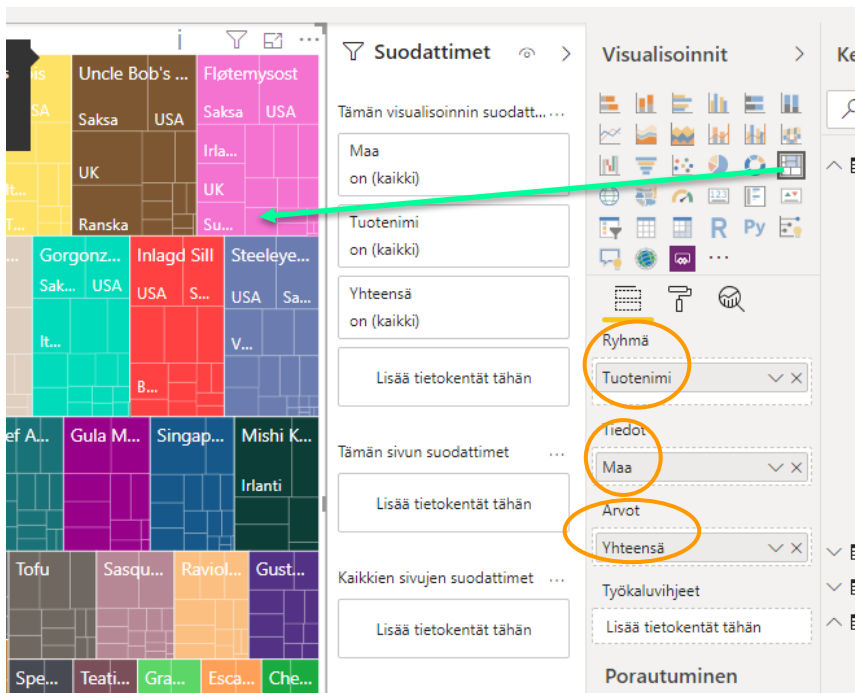 is
Uncle Bob's ...
Fløtemysost
SA
Saksa
USA
Saksa
USA
Irla...
It...
UK
UK
T...
Ranska
Su...
...
Gorgonz...
Inlagd Sill
Steeleye...
Sak...
USA
USA
S...
USA
Sa...
It...
V...
B...
ef A...
Gula M...
Singap...
Mishi K...
Irlanti
Tofu
Sasqu...
Raviol...
Gust...
Spe...
Teati...
Gra...
Esca...
Che...
Suodattimet
Tämän visualisoinnin suodatt... ...
Maa
on (kaikki)
Tuotenimi
on (kaikki)
Yhteensä
on (kaikki)
Lisää tietokentät tähän
Tämän sivun suodattimet ...
Lisää tietokentät tähän
Kaikkien sivujen suodattimet ...
Lisää tietokentät tähän
Visualisoinnit
123
R
Py
...
Ryhmä
Tuotenimi
Tiedot
Maa
Arvot
Yhteensä
Työkaluvihjeet
Lisää tietokentät tähän
Porautuminen
Ke